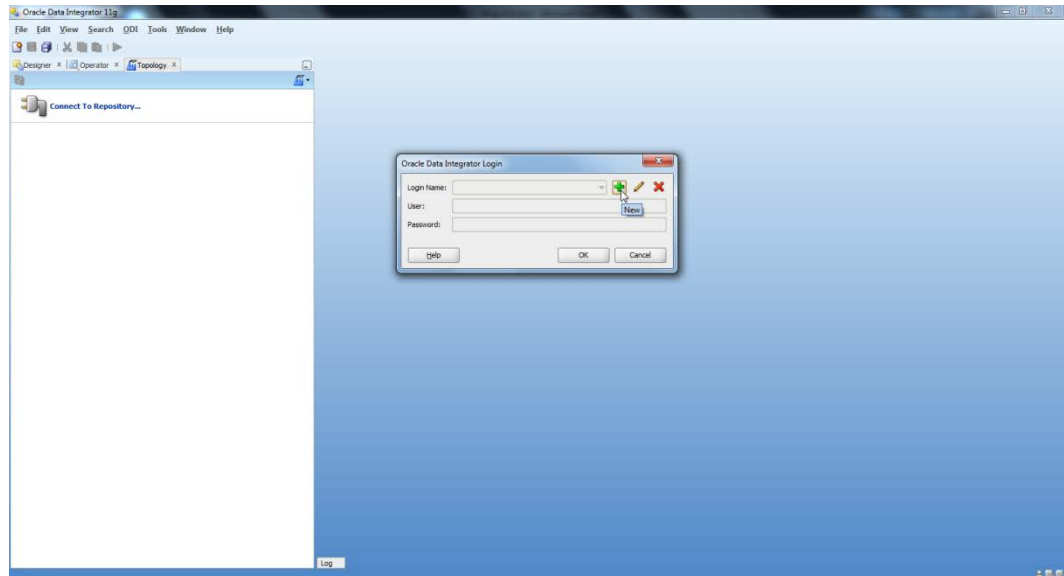 Oracle Data Integrator 11g
File Edit View Search ODI Tools Window Help
Designer Operator Topology
Connect To Repository...
Oracle Data Integrator Login
Login Name:
New
User:
Password:
Help OK Cancel
Log